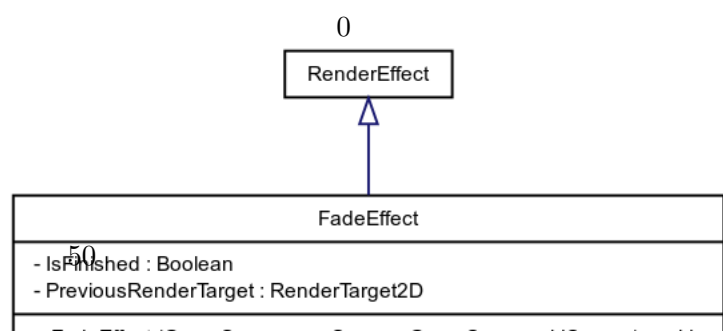 0
RenderEffect
FadeEffect
50
- IsFinished : Boolean
- PreviousRenderTarget : RenderTarget2D